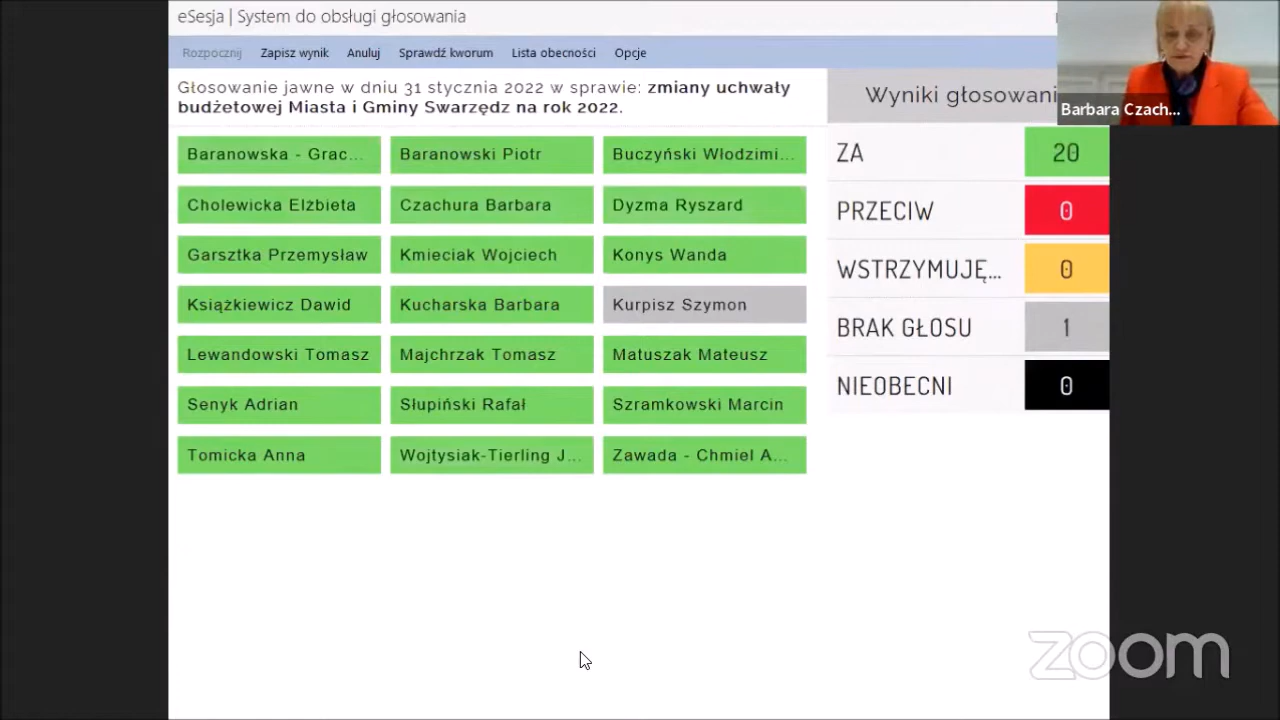 eSesja | System do obsługi głosowania
Rozpocznij Zapisz wynik Anuluj Sprawdź kworum Lista obecności Opcje
Głosowanie jawne w dniu 31 stycznia 2022 w sprawie: zmiany uchwały
budżetowej Miasta i Gminy Swarzędz na rok 2022.
Baranowska - Grac... Baranowski Piotr Buczyński Włodzimi...
Cholewicka Elżbieta Czachura Barbara Dyzma Ryszard
Garsztka Przemysław Kmieciak Wojciech Konys Wanda
Książkiewicz Dawid Kucharska Barbara Kurpisz Szymon
Lewandowski Tomasz Majchrzak Tomasz Matuszak Mateusz
Senyk Adrian Słupiński Rafał Szramkowski Marcin
Tomicka Anna Wojtysiak-Tierling J... Zawada - Chmiel A...
Wyniki głosowani
ZA 20
PRZECIW 0
WSTRZYMUJĘ... 0
BRAK GŁOSU 1
NIEOBECNI 0
Barbara Czach...
zoom